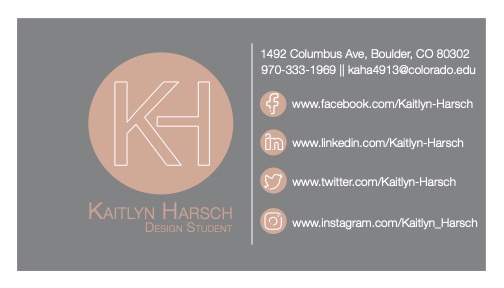 KH
KAITLYN HARSCH
DESIGN STUDENT
1492 Columbus Ave, Boulder, CO 80302
970-333-1969 || kaha4913@colorado.edu
www.facebook.com/Kaitlyn-Harsch
www.linkedin.com/Kaitlyn-Harsch
www.twitter.com/Kaitlyn-Harsch
www.instagram.com/Kaitlyn_Harsch